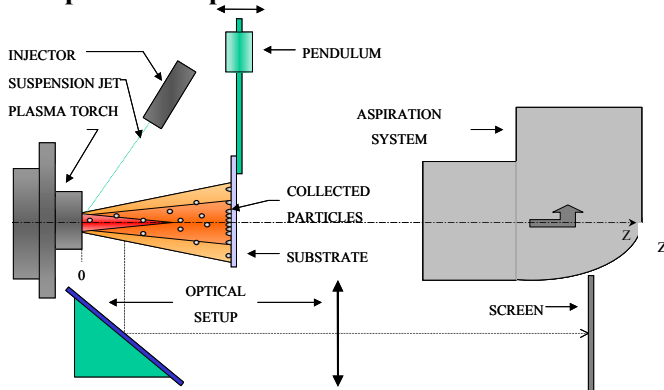 INJECTOR
SUSPENSION JET
PLASMA TORCH
PENDULUM
ASPIRATION
SYSTEM
COLLECTED
PARTICLES
SUBSTRATE
Z
Z
0
OPTICAL
SETUP
SCREEN